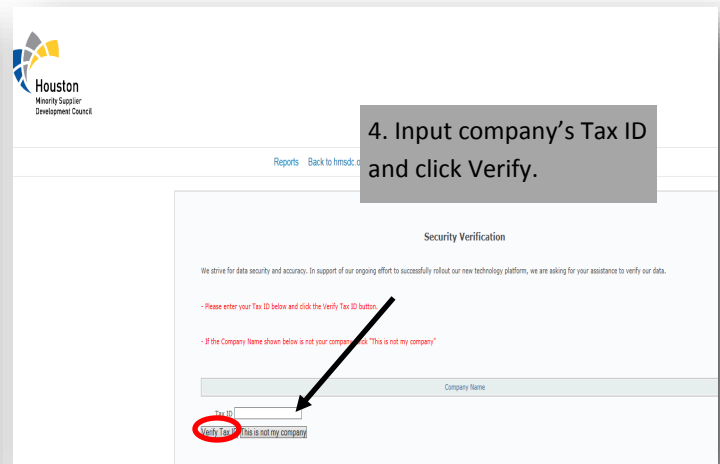 Houston
Minority Supplier
Development Council
4. Input company's Tax ID
and click Verify.
Reports Back to hmsdc.o
Security Verification
We strive for data security and accuracy. In support of our ongoing effort to successfully rollout our new technology platform, we are asking for your assistance to verify our data.
- Please enter your Tax ID below and click the Verify Tax ID button.
- If the Company Name shown below is not your company, click "This is not my company"
Company Name
Tax ID
Verify Tax ID This is not my company